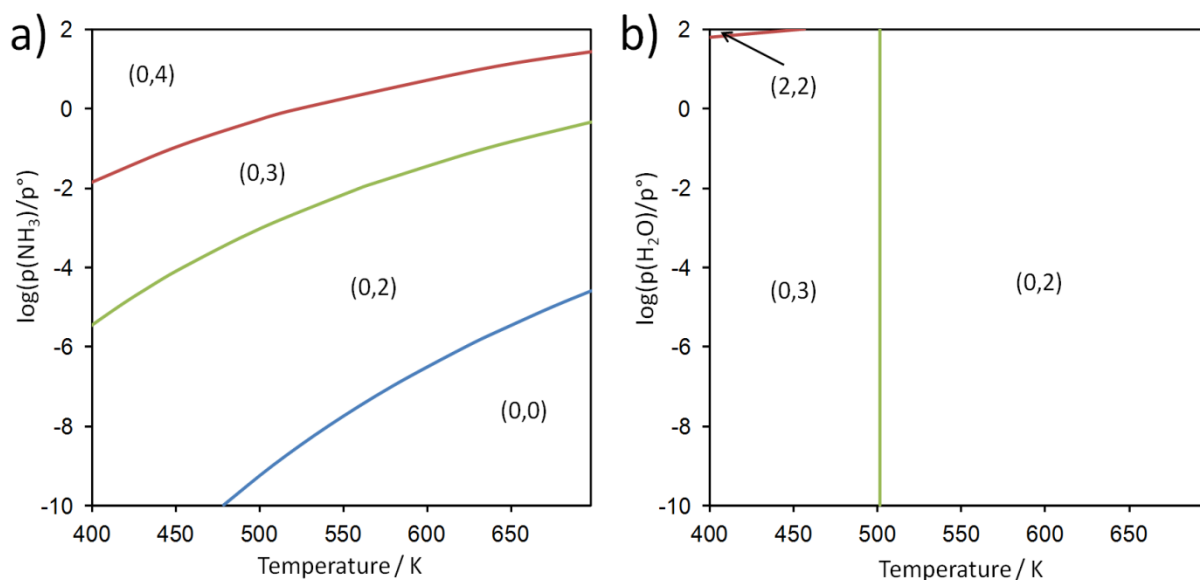 a)
log(p(NH₃)/p°)
2
0
-2
-4
-6
-8
-10
(0,4)
(0,3)
(0,2)
(0,0)
400 450 500 550 600 650
Temperature / K
b)
log(p(H₂O)/p°)
2
0
-2
-4
-6
-8
-10
(2,2)
(0,3)
(0,2)
400 450 500 550 600 650
Temperature / K